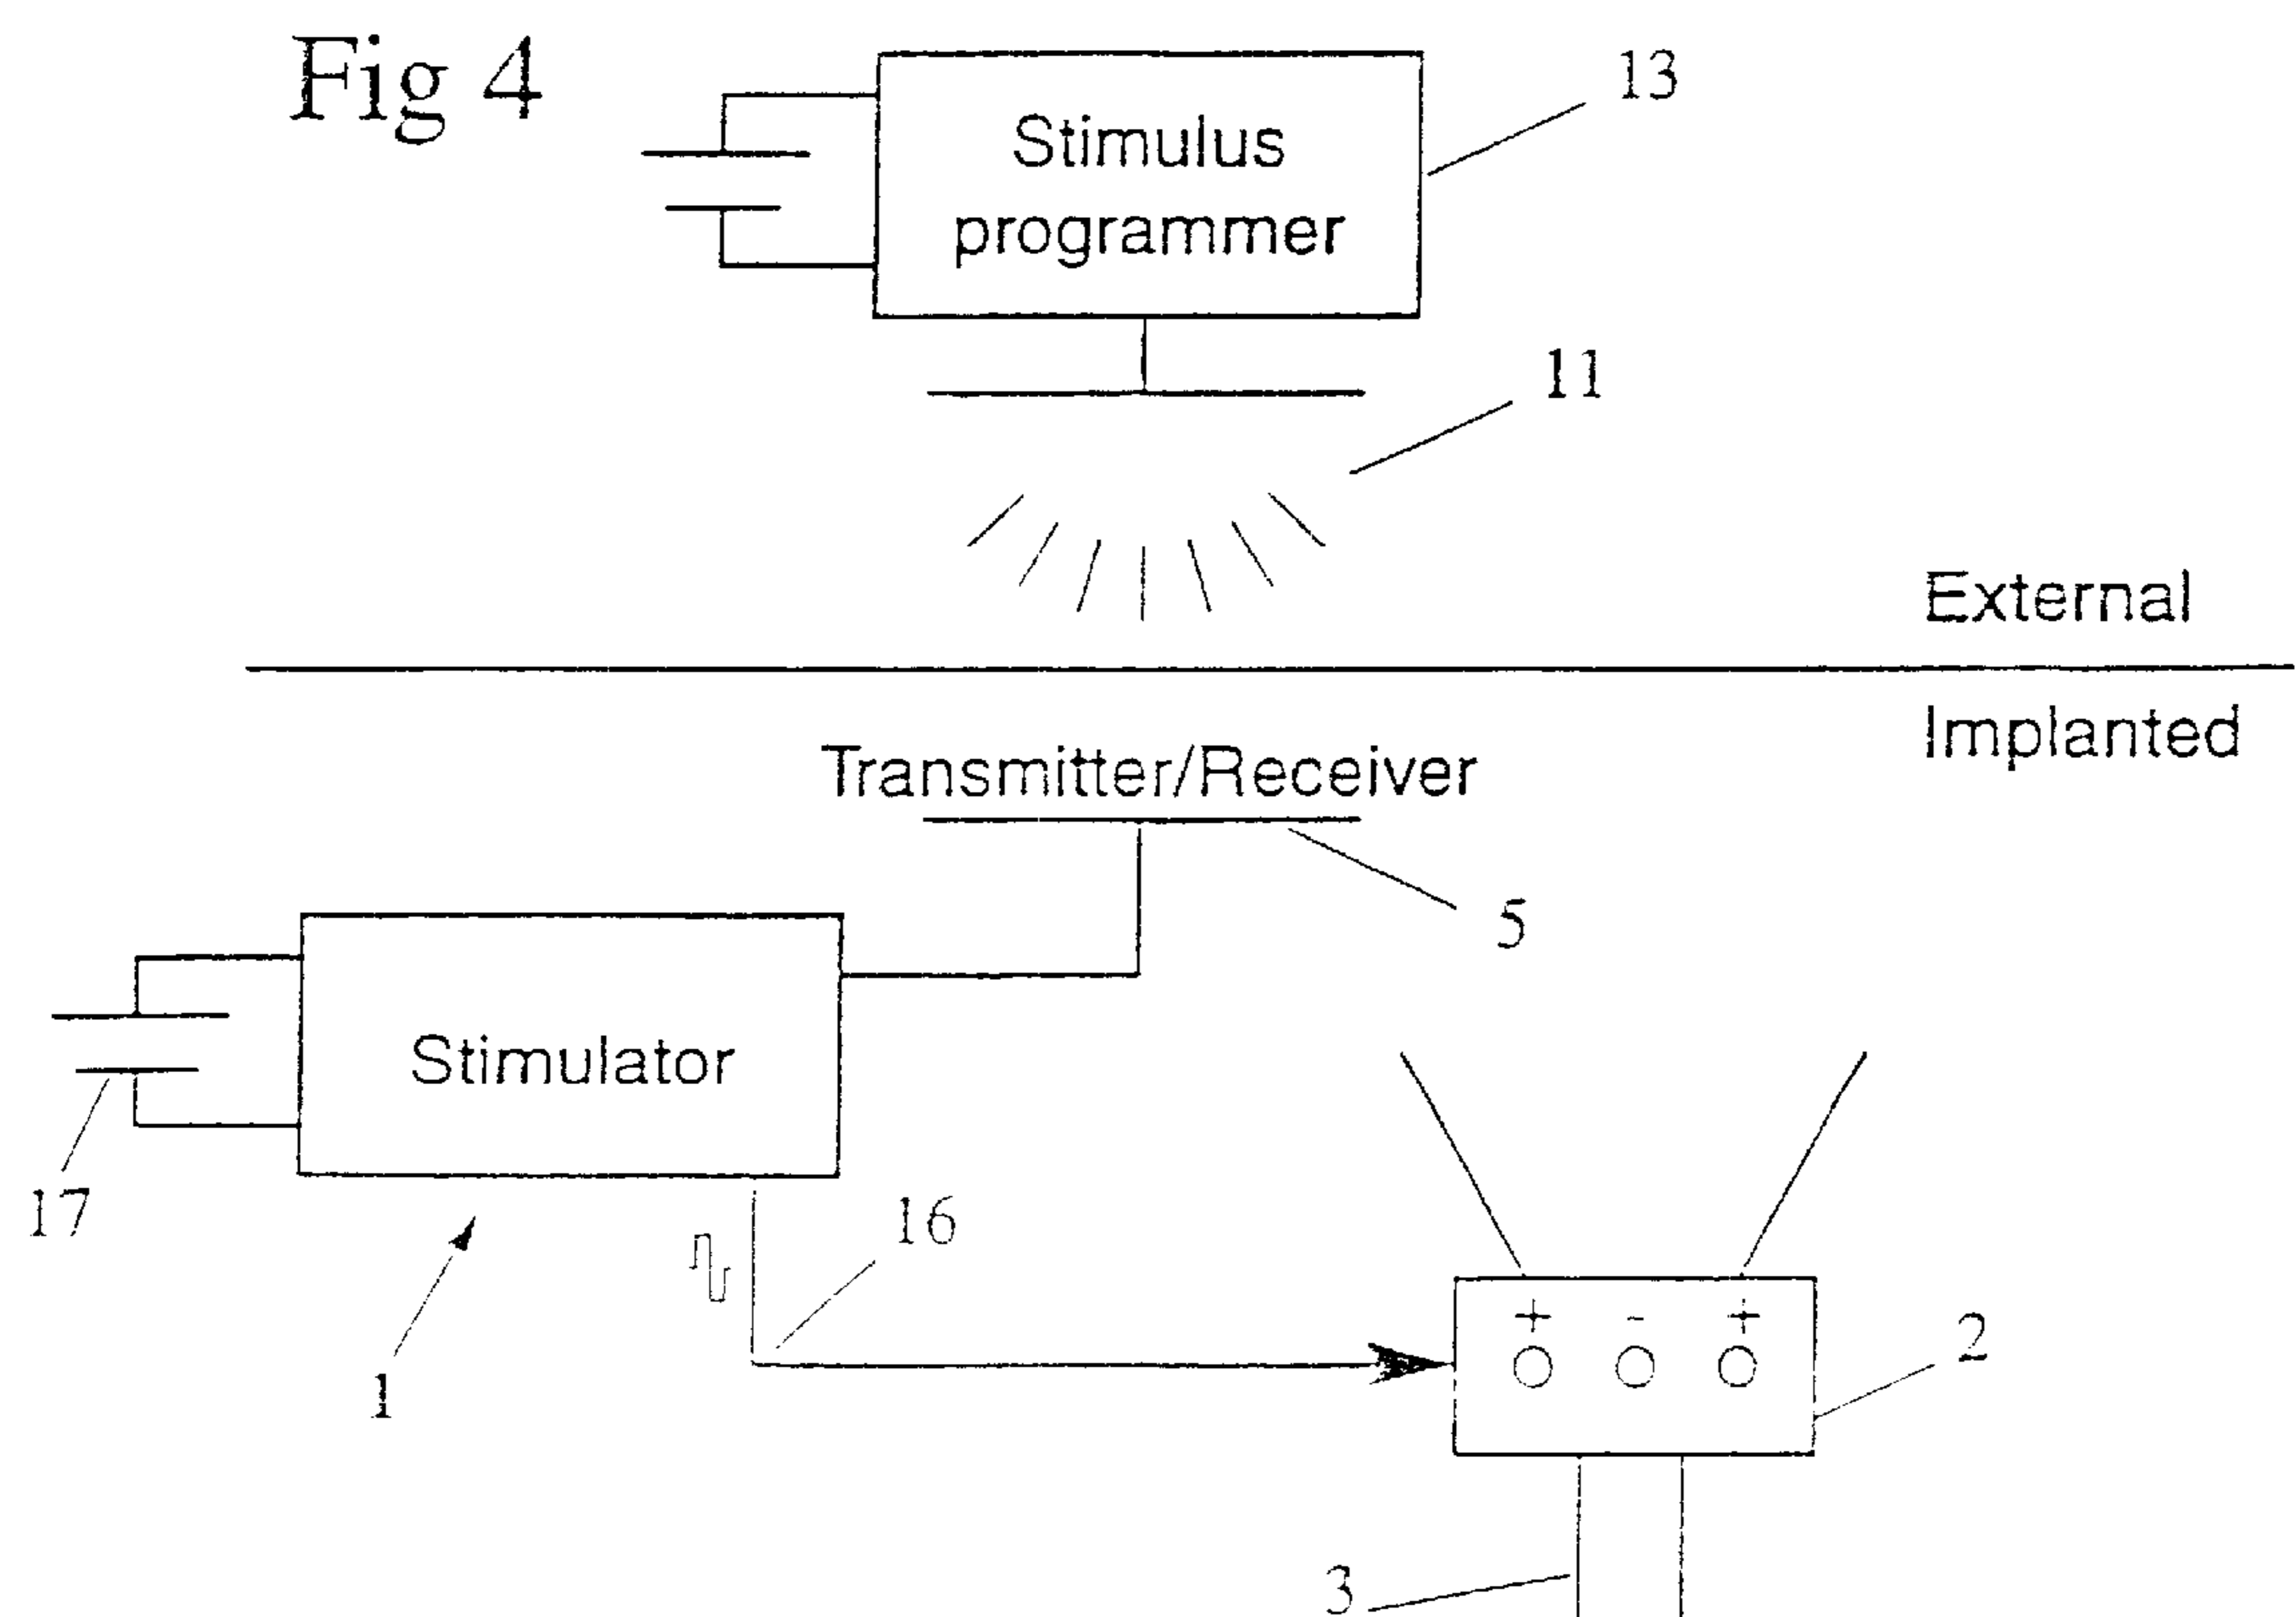 Fig 4
13
Stimulus
programmer
11
External
Implanted
Transmitter/Receiver
5
Stimulator
17
16
1
+ - +
2
3